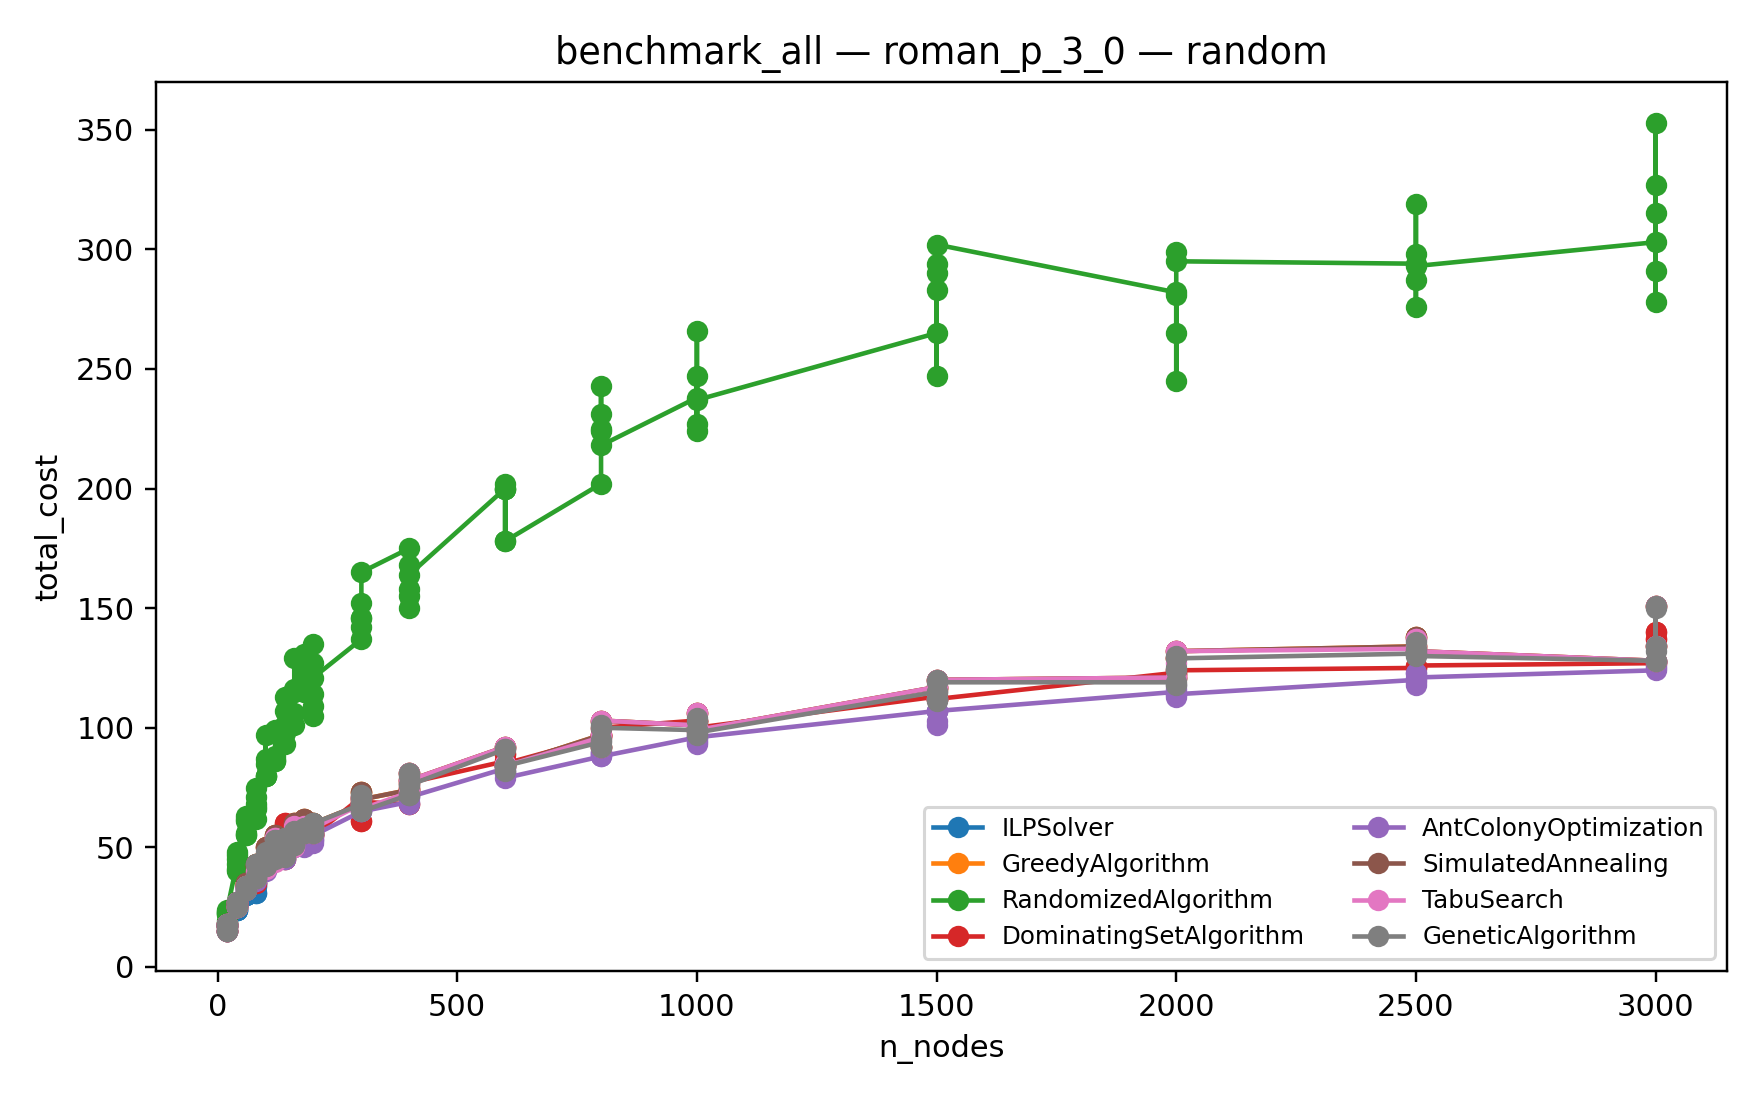 benchmark_all — roman_p_3_0 — random
350
300
250
200
150
100
50
0
total_cost
0 500 1000 1500 2000 2500 3000
n_nodes
ILPSolver
GreedyAlgorithm
RandomizedAlgorithm
DominatingSetAlgorithm
AntColonyOptimization
SimulatedAnnealing
TabuSearch
GeneticAlgorithm